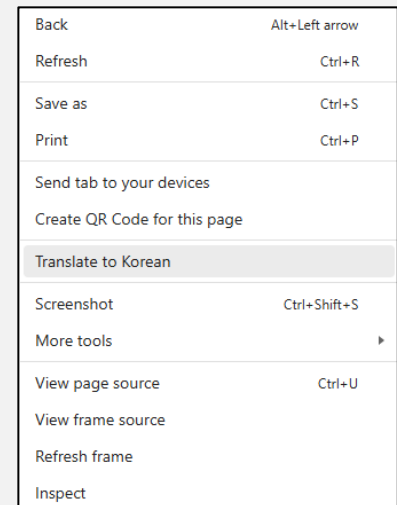 Back Alt+Left arrow
Refresh Ctrl+R
Save as Ctrl+S
Print Ctrl+P
Send tab to your devices
Create QR Code for this page
Translate to Korean
Screenshot Ctrl+Shift+S
More tools
View page source Ctrl+U
View frame source
Refresh frame
Inspect